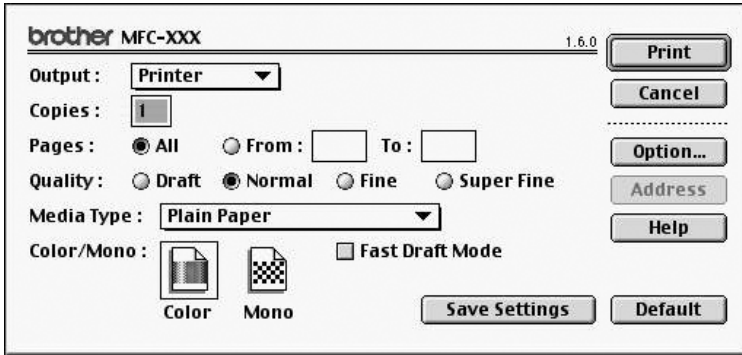 brother MFC-XXX 1.6.0
Print
Output : Printer
Cancel
Copies : 1
Pages : All From : To :
Option...
Quality : Draft Normal Fine Super Fine
Address
Media Type : Plain Paper
Help
Color/Mono : Fast Draft Mode
Color Mono
Save Settings Default